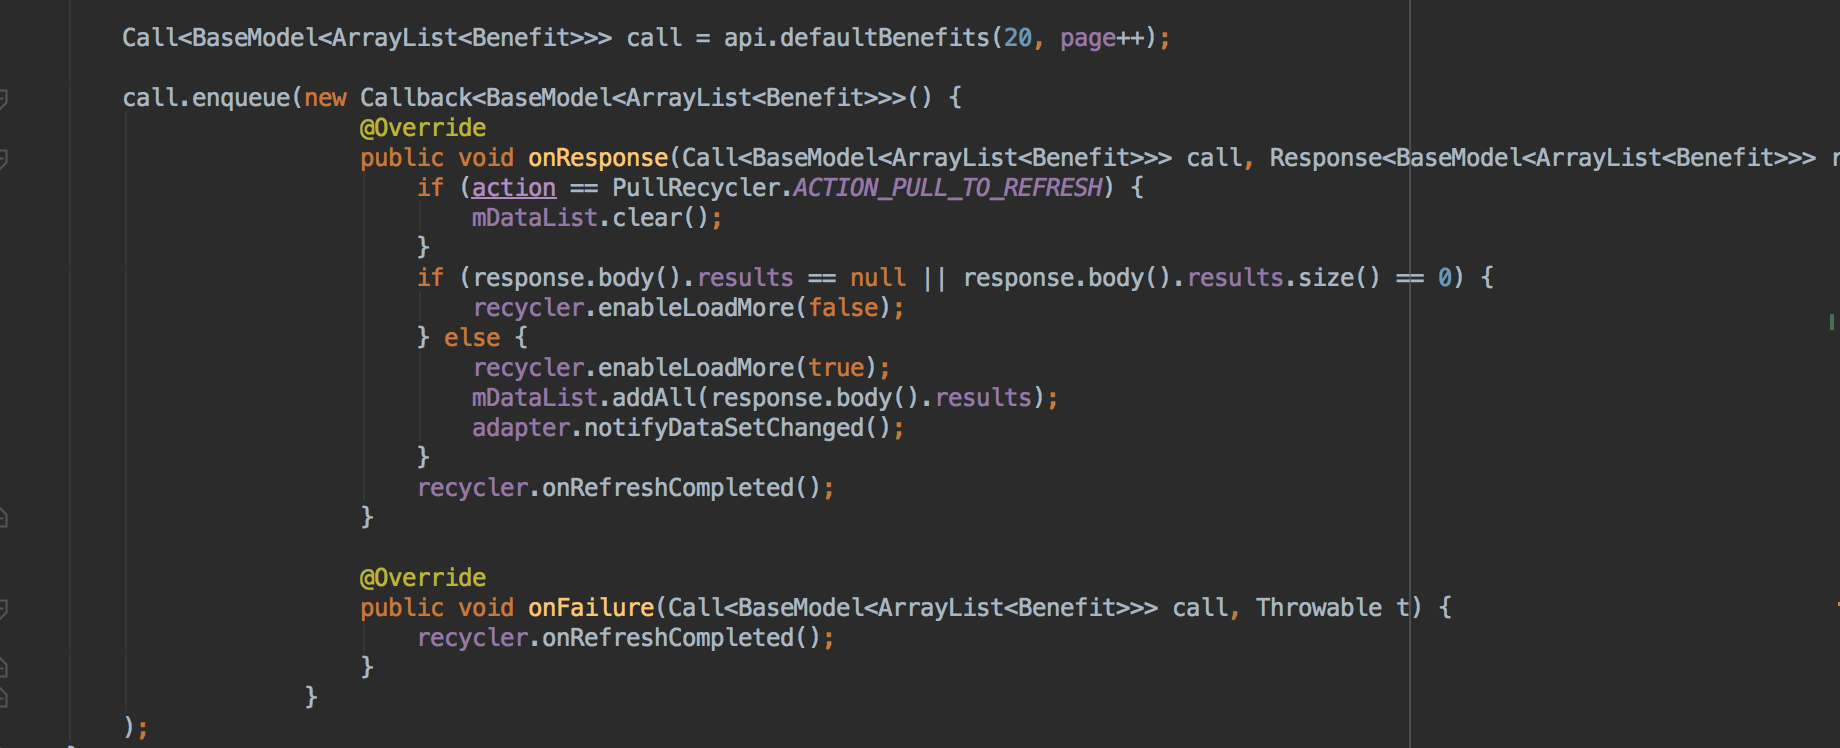 Call<BaseModel<ArrayList<Benefit>>> call = api.defaultBenefits(20, page++);
call.enqueue(new Callback<BaseModel<ArrayList<Benefit>>>() {
@Override
public void onResponse(Call<BaseModel<ArrayList<Benefit>>> call, Response<BaseModel<ArrayList<Benefit>>> r
if (action == PullRecycler.ACTION_PULL_TO_REFRESH) {
mDataList.clear();
}
if (response.body().results == null || response.body().results.size() == 0) {
recycler.enableLoadMore(false);
} else {
recycler.enableLoadMore(true);
mDataList.addAll(response.body().results);
adapter.notifyDataSetChanged();
}
recycler.onRefreshCompleted();
}
@Override
public void onFailure(Call<BaseModel<ArrayList<Benefit>>> call, Throwable t) {
recycler.onRefreshCompleted();
}
}
);